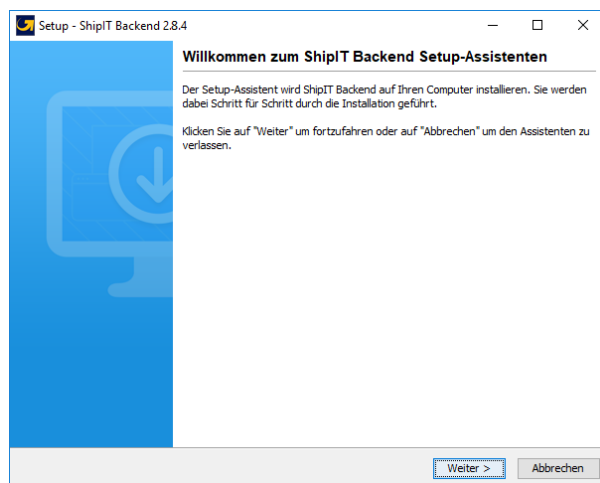 Setup - ShipIT Backend 2.8.4
Willkommen zum ShipIT Backend Setup-Assistenten
Der Setup-Assistent wird ShipIT Backend auf Ihren Computer installieren. Sie werden
dabei Schritt für Schritt durch die Installation geführt.
Klicken Sie auf "Weiter" um fortzufahren oder auf "Abbrechen" um den Assistenten zu
verlassen.
Weiter >
Abbrechen